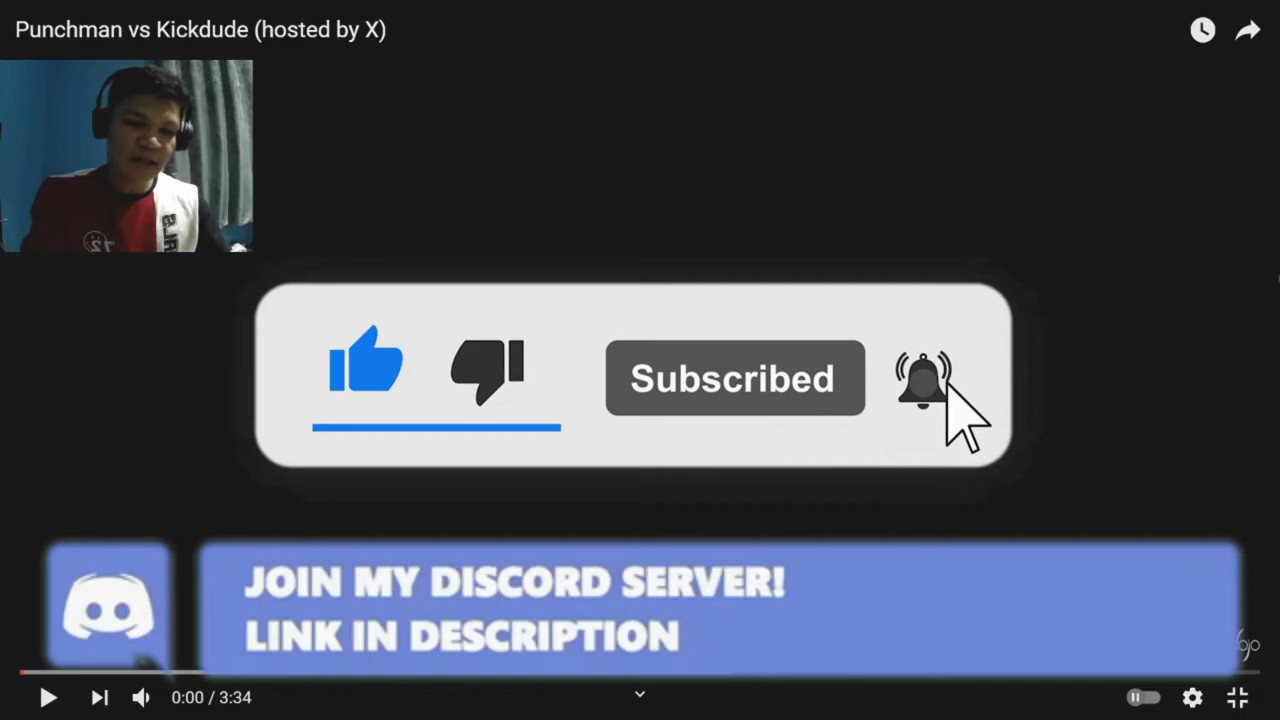 Punchman vs Kickdude (hosted by X)
Subscribed
JOIN MY DISCORD SERVER!
LINK IN DESCRIPTION
0:00 / 3:34